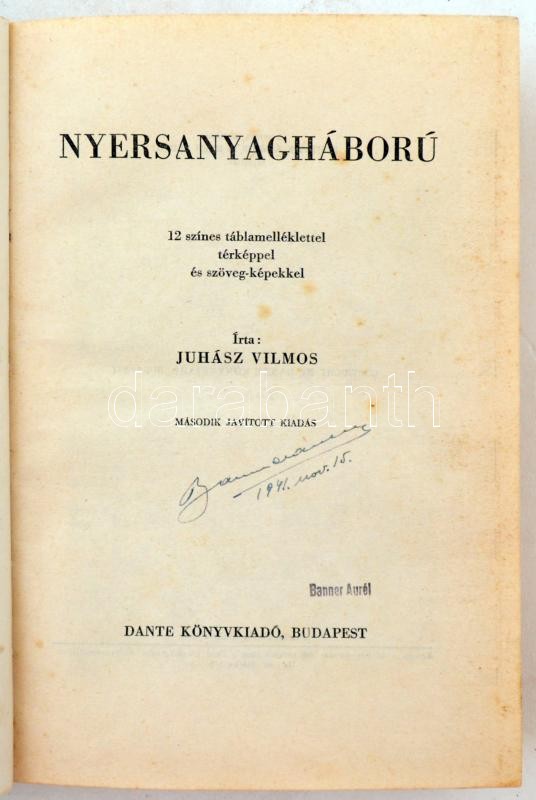 NYERSANYAGHÁBORÚ
12 színes táblamelléklettel
térképpel
és szöveg-képekkel
Írta:
JUHÁSZ VILMOS
darabanth
MÁSODIK JAVÍTOTT KIADÁS
1941. nov. 15.
Banner Aurél
DANTE KÖNYVKIADÓ, BUDAPEST